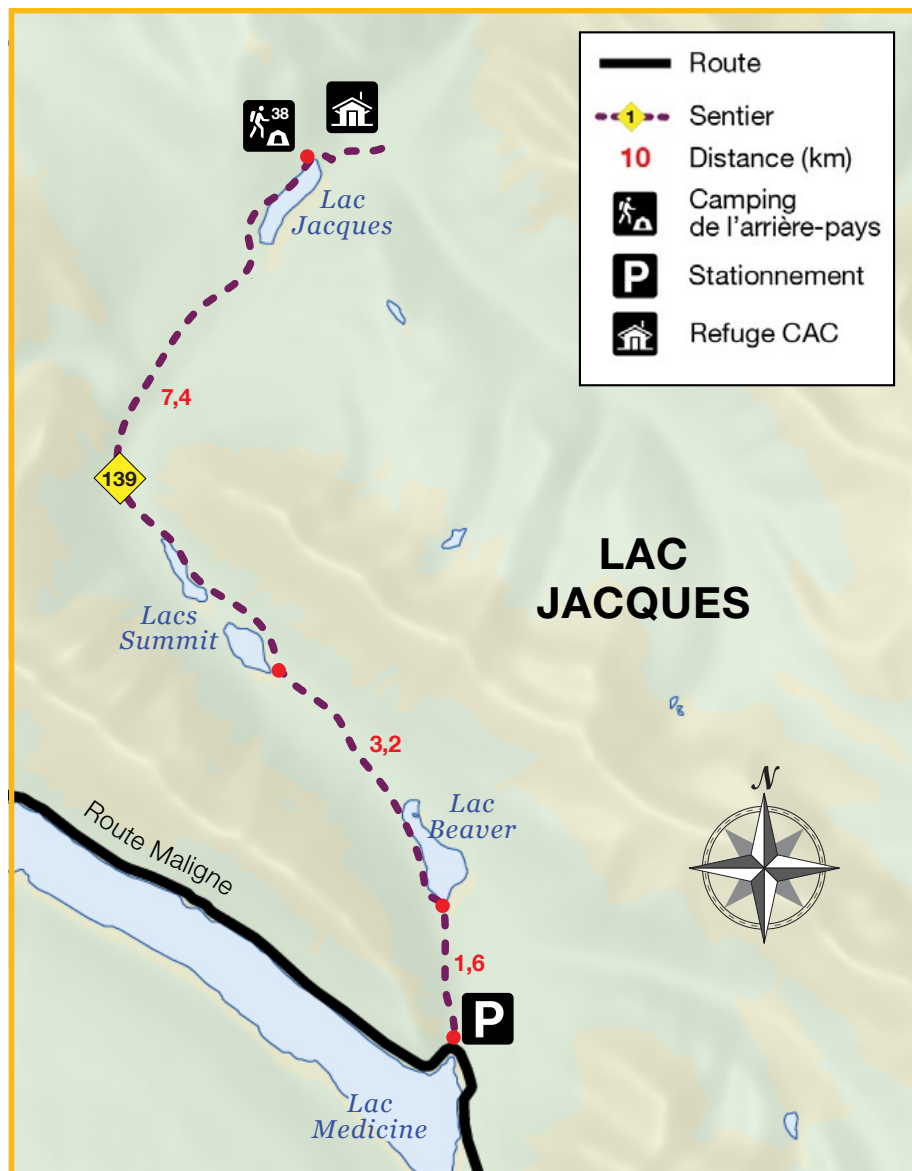 Route
1
Sentier
10
Distance (km)
Camping
de l'arrière-pays
P
Stationnement
Refuge CAC
38
Lac
Jacques
7,4
139
LAC
JACQUES
Lacs
Summit
3,2
Lac
Beaver
N
Route Maligne
1,6
P
Lac
Medicine